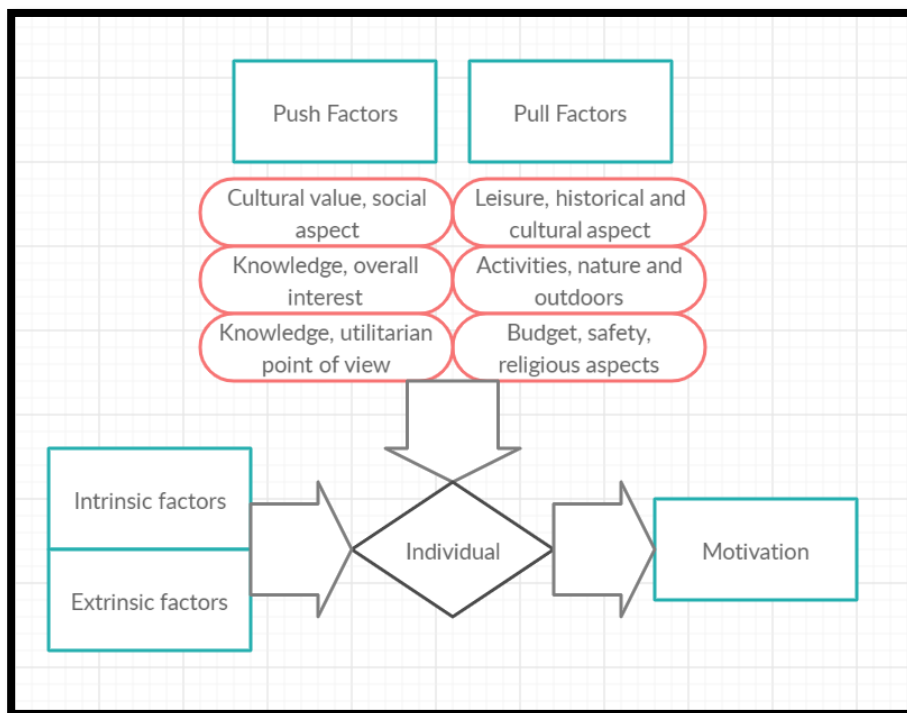 Push Factors
Pull Factors
Cultural value, social
aspect
Leisure, historical and
cultural aspect
Knowledge, overall
interest
Activities, nature and
outdoors
Knowledge, utilitarian
point of view
Budget, safety,
religious aspects
Intrinsic factors
Extrinsic factors
Individual
Motivation